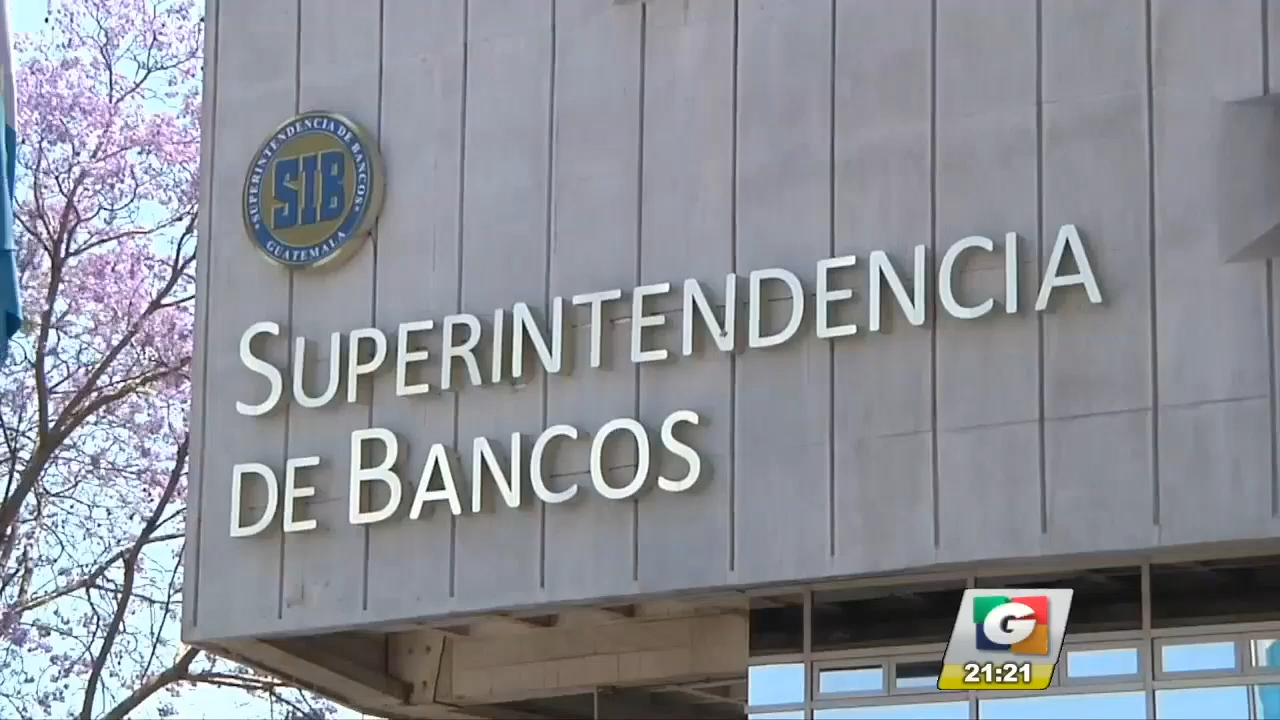 SUPERINTENDENCIA DE BANCOS
SIB
GUATEMALA
SUPERINTENDENCIA
DE BANCOS
G
21:21